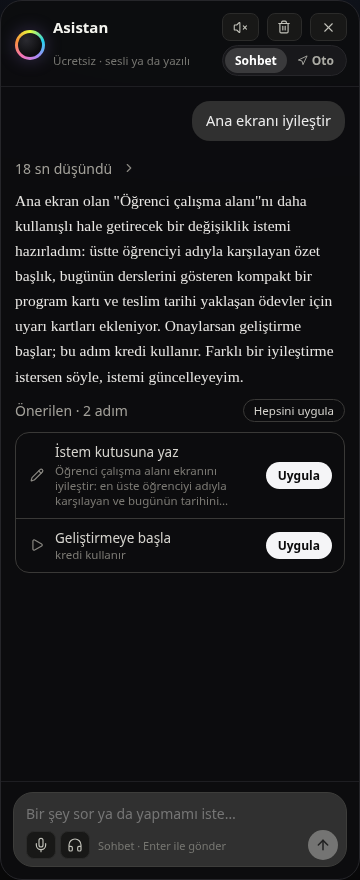 Asistan
Ücretsiz · sesli ya da yazılı
Sohbet
Oto
Ana ekranı iyileştir
18 sn düşündü
Ana ekran olan "Öğrenci çalışma alanı"nı daha
kullanışlı hale getirecek bir değişiklik istemi
hazırladım: üstte öğrenciyi adıyla karşılayan özet
başlık, bugünün derslerini gösteren kompakt bir
program kartı ve teslim tarihi yaklaşan ödevler için
uyarı kartları ekleniyor. Onaylarsan geliştirme
başlar; bu adım kredi kullanır. Farklı bir iyileştirme
istersen söyle, istemi güncelleyeyim.
Önerilen · 2 adım
Hepsini uygula
İstem kutusuna yaz
Öğrenci çalışma alanı ekranını
iyileştir: en üste öğrenciyi adıyla
karşılayan ve bugünün tarihini...
Uygula
Geliştirmeye başla
kredi kullanır
Uygula
Bir şey sor ya da yapmamı iste...
Sohbet · Enter ile gönder